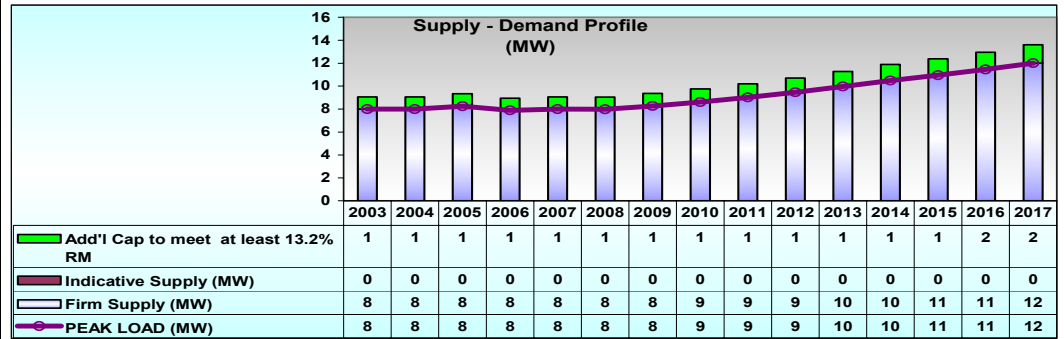 Supply - Demand Profile
(MW)
16
14
12
10
8
6
4
2
0
2003 2004 2005 2006 2007 2008 2009 2010 2011 2012 2013 2014 2015 2016 2017
Add'l Cap to meet at least 13.2% RM 1 1 1 1 1 1 1 1 1 1 1 1 1 2 2
Indicative Supply (MW) 0 0 0 0 0 0 0 0 0 0 0 0 0 0 0
Firm Supply (MW) 8 8 8 8 8 8 8 9 9 9 10 10 11 11 12
PEAK LOAD (MW) 8 8 8 8 8 8 8 9 9 9 10 10 11 11 12